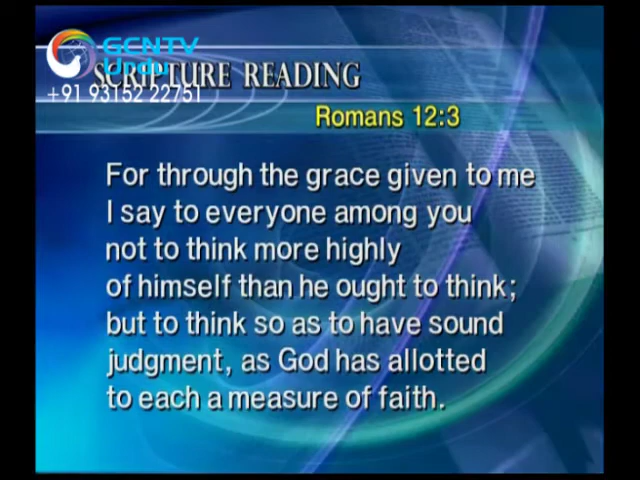 GCNTV
Urdu
SCRIPTURE READING
+91 93152 22751
Romans 12:3
For through the grace given to me
I say to everyone among you
not to think more highly
of himself than he ought to think;
but to think so as to have sound
judgment, as God has allotted
to each a measure of faith.